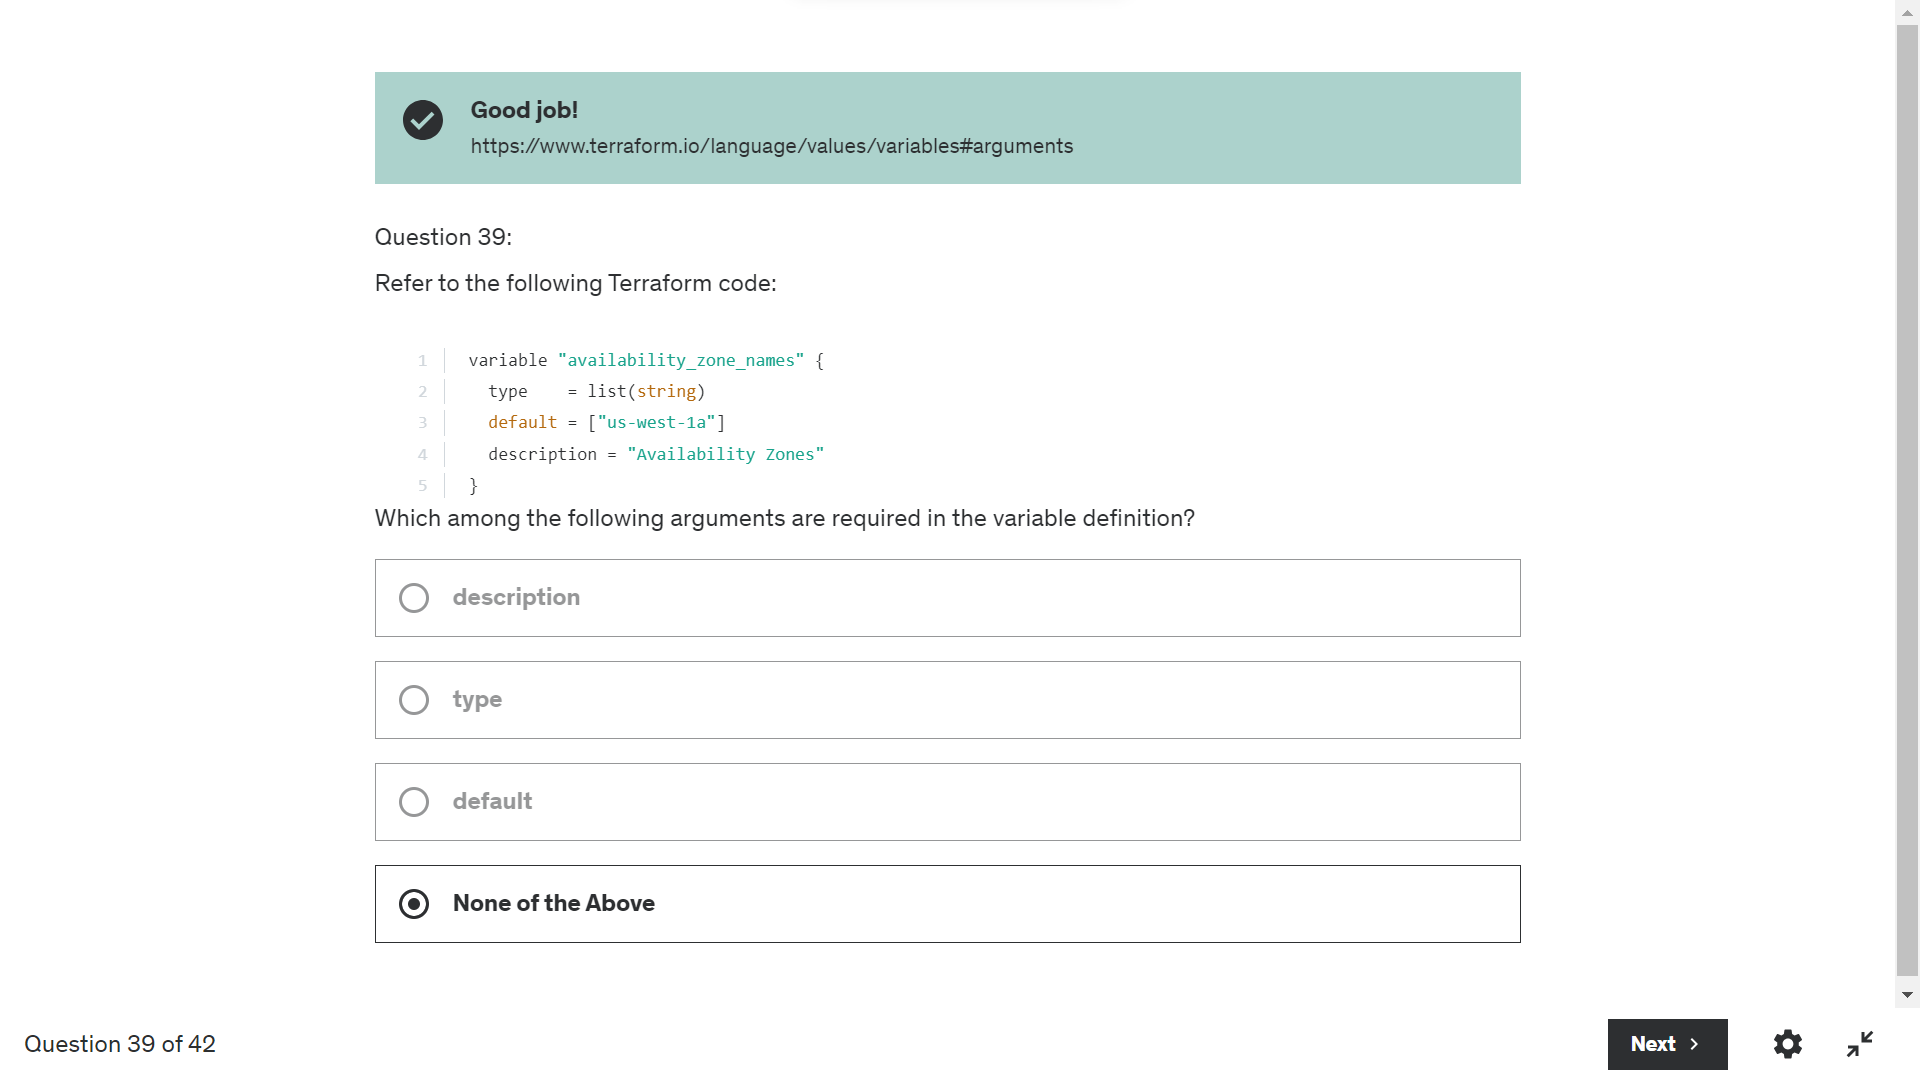 Good job!
https://www.terraform.io/language/values/variables#arguments
Question 39:
Refer to the following Terraform code:
1 variable "availability_zone_names" {
2   type    = list(string)
3   default = ["us-west-1a"]
4   description = "Availability Zones"
5 }
Which among the following arguments are required in the variable definition?
description
type
default
None of the Above
Question 39 of 42
Next